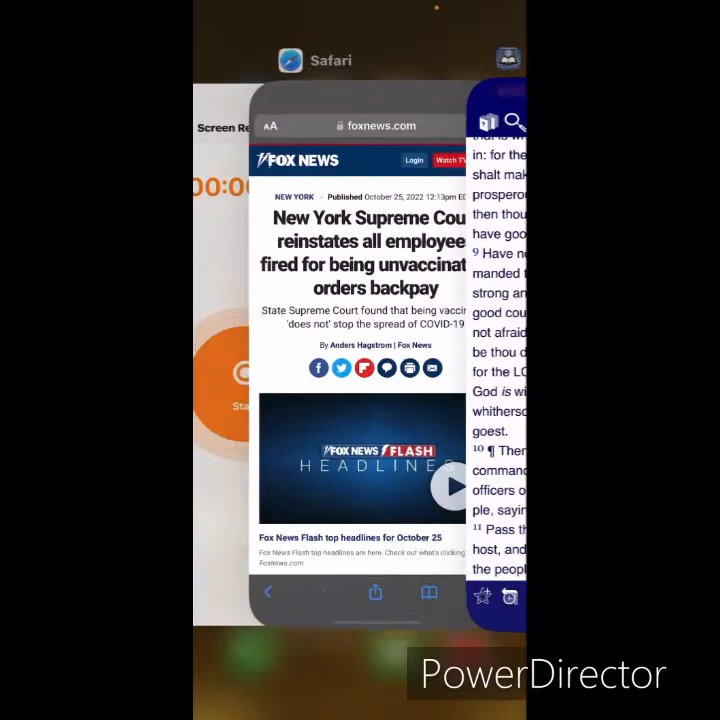 Safari
Screen Re
00:0
Sta
AA
foxnews.com
FOX NEWS
Login
Watch TV
NEW YORK - Published October 25, 2022 12:13pm ED
New York Supreme Cou
reinstates all employee
fired for being unvaccinat
orders backpay
State Supreme Court found that being vaccin
'does not' stop the spread of COVID-19
By Anders Hagstrom | Fox News
FOX NEWS FLASH
HEADLINES
Fox News Flash top headlines for October 25
Fox News Flash top headlines are here. Check out what's clicking
Foxnews.com
in: for the
shalt mak
prospero
then thou
have goo
9 Have no
manded t
strong an
good cou
not afraid
be thou d
for the LO
God is wi
whitherso
goest.
10 ¶ Then
command
officers o
ple, sayin
11 Pass th
host, and
the peopl
PowerDirector